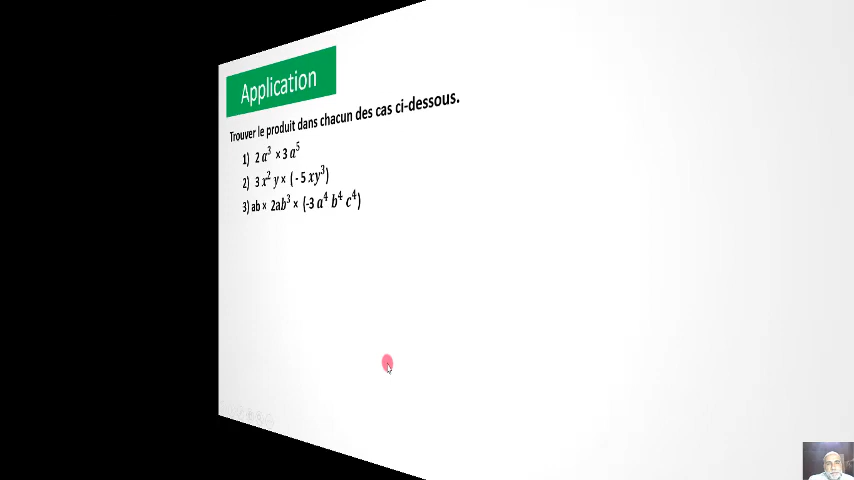 Application
Trouver le produit dans chacun des cas ci-dessous.
1) 2 a³ × 3 a⁵
2) 3 x² y × ( - 5 xy³)
3) ab × 2ab³ × (-3 a⁴ b⁴ c⁴)